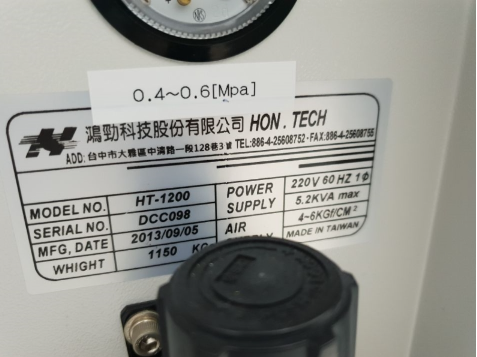 0.4~0.6[Mpa]
鴻勁科技股份有限公司 HON . TECH
ADD: 台中市大雅區中清路一段128巷3號 TEL:886-4-25608752・FAX:886-4-25608755
MODEL NO. HT-1200 POWER SUPPLY 220V 60 HZ 1ϕ
SERIAL NO. DCC098 5.2KVA max
MFG, DATE 2013/09/05 AIR 4~6KGf/CM²
WHIGHT 1150 KG MADE IN TAIWAN